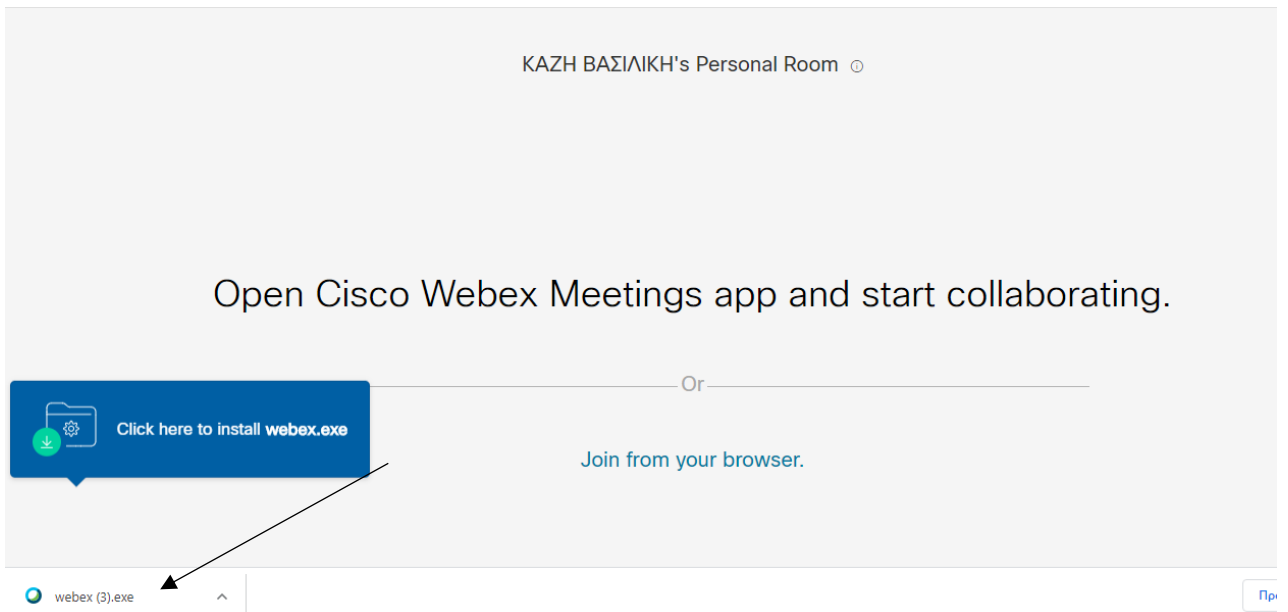 ΚΑΖΗ ΒΑΣΙΛΙΚΗ's Personal Room
Open Cisco Webex Meetings app and start collaborating.
Or
Click here to install webex.exe
Join from your browser.
webex (3).exe